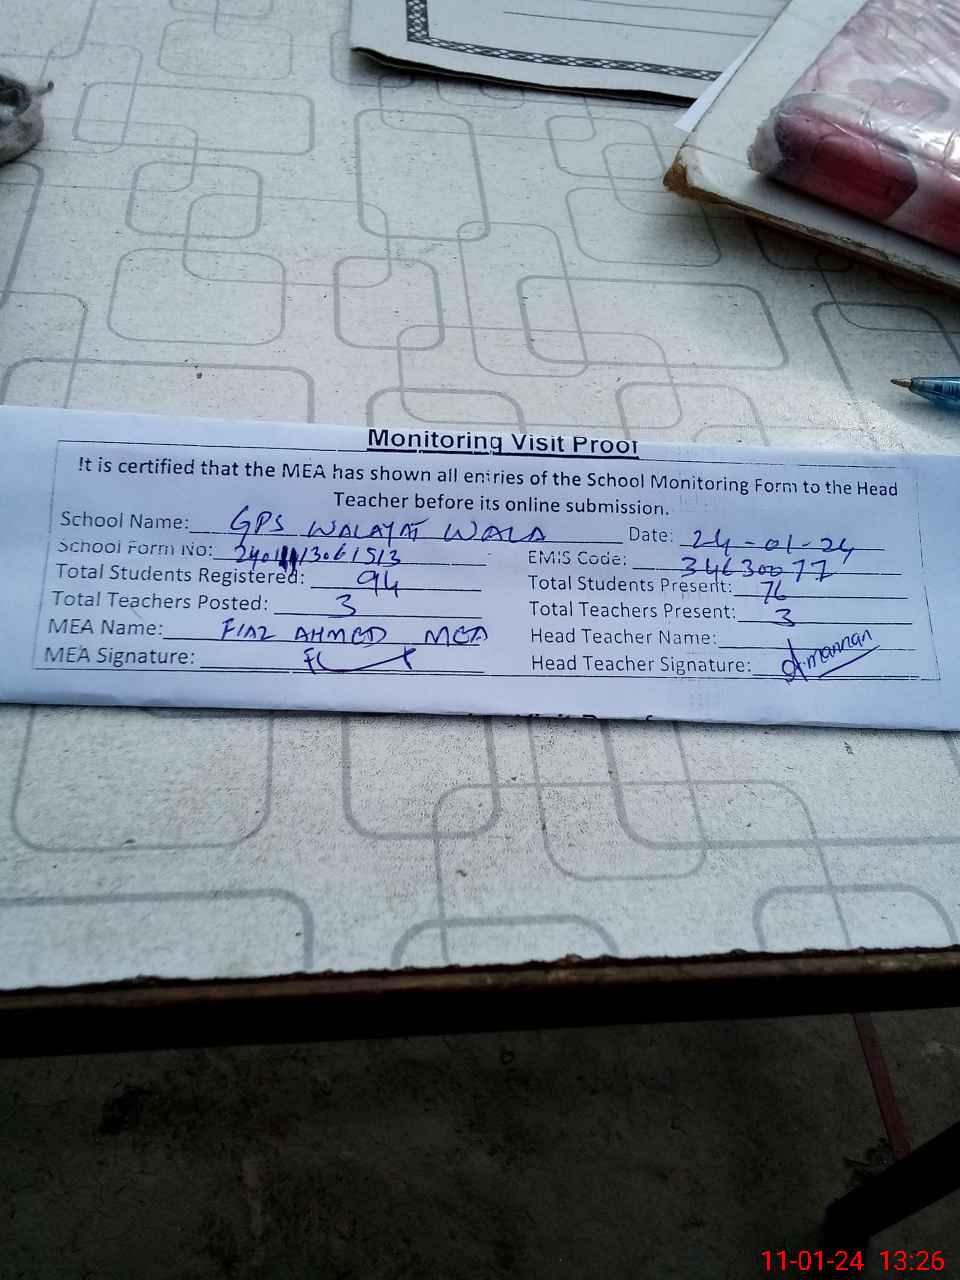 Monitoring Visit Proof
It is certified that the MEA has shown all entries of the School Monitoring Form to the Head
Teacher before its online submission.
School Name: GPS WALAYAT WALA Date: 24-01-24
School Form No: EMIS Code: 34630077
Total Students Registered: 94 Total Students Present: 76
Total Teachers Posted: 3 Total Teachers Present: 3
MEA Name: FIAZ AHMED MEA Head Teacher Name:
MEA Signature: Head Teacher Signature: A.mannan
11-01-24 13:26